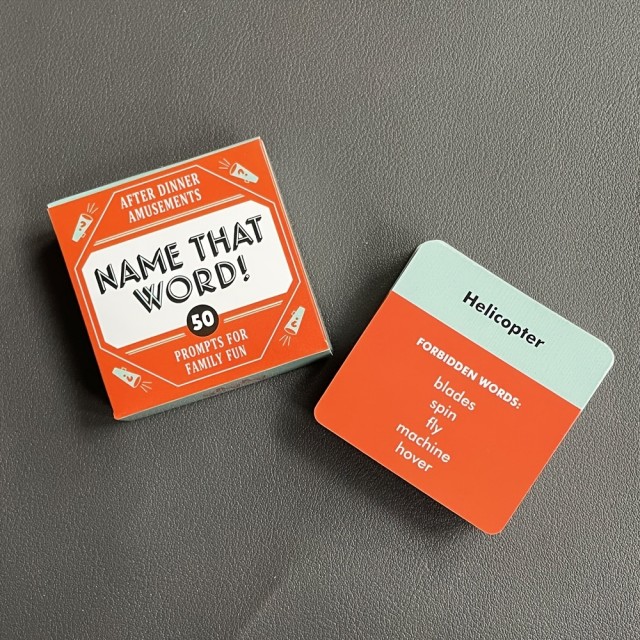 AFTER DINNER
AMUSEMENTS
NAME THAT
WORD!
50
PROMPTS FOR
FAMILY FUN
Helicopter
FORBIDDEN WORDS:
blades
spin
fly
machine
hover